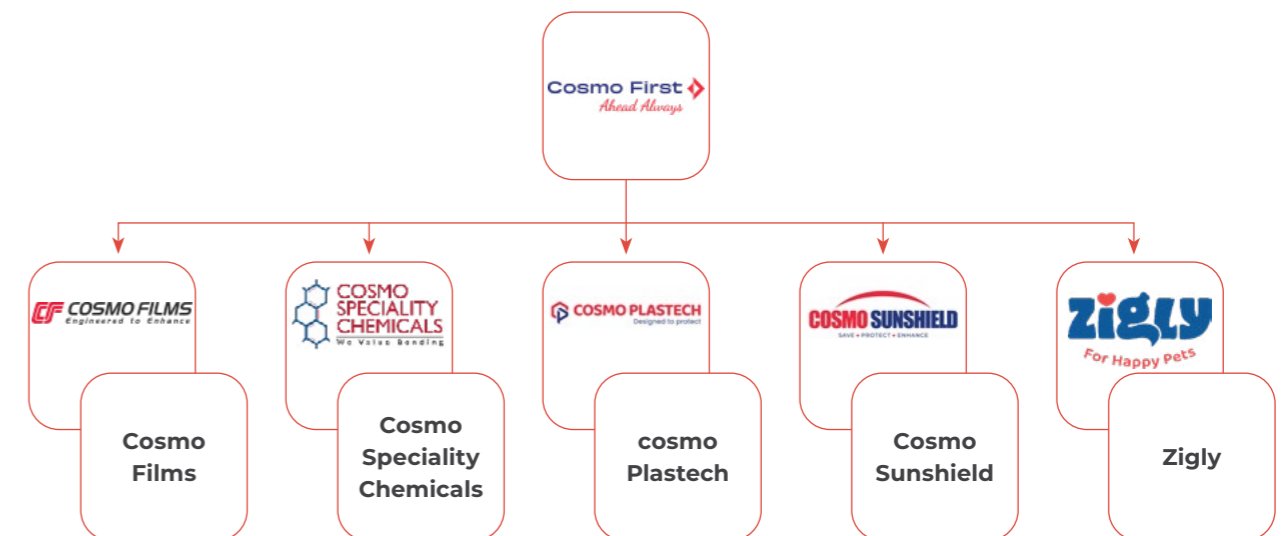 Cosmo First
Ahead Always
COSMO FILMS
Engineered to Enhance
COSMO
SPECIALITY
CHEMICALS
We Value Bonding
COSMO PLASTECH
Designed to protect
COSMO SUNSHIELD
SAVE • PROTECT • ENHANCE
zigly
For Happy Pets
Cosmo
Films
Cosmo
Speciality
Chemicals
cosmo
Plastech
Cosmo
Sunshield
Zigly